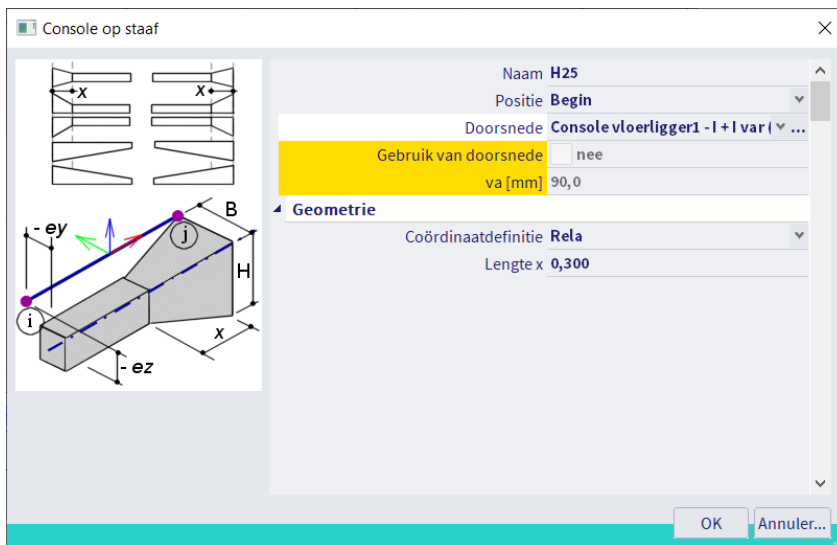 Console op staaf
x x
Naam H25
Positie Begin
Doorsnede Console vloerligger1 - I + I var ( ...
Gebruik van doorsnede nee
va [mm] 90,0
Geometrie
Coördinaatdefinitie Rela
Lengte x 0,300
- ey
B
j
H
i
x
- ez
OK Annuler...